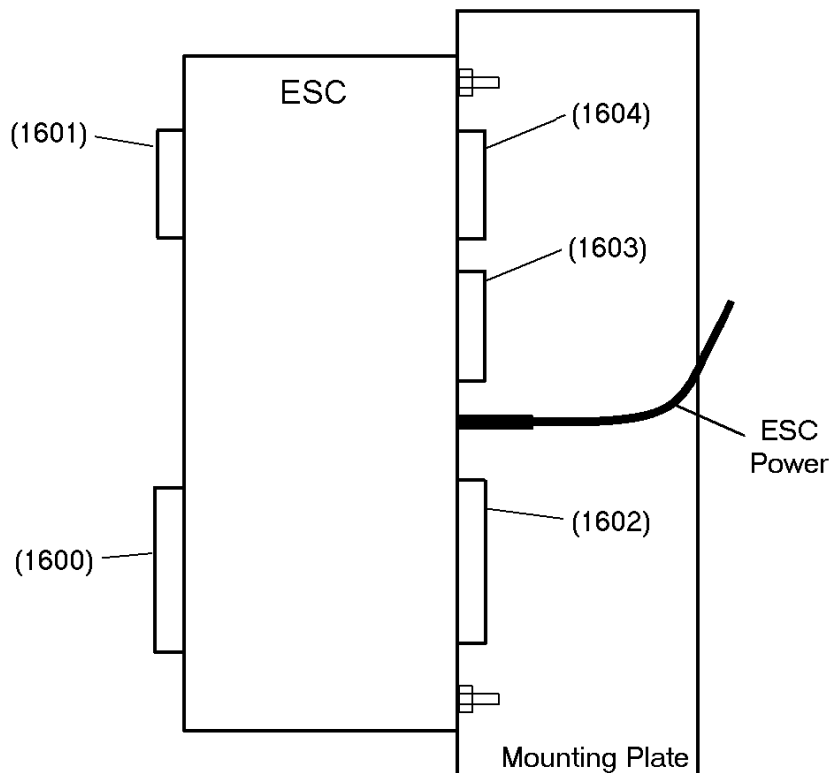 ESC
(1601)
(1604)
(1603)
ESC
Power
(1602)
(1600)
Mounting Plate